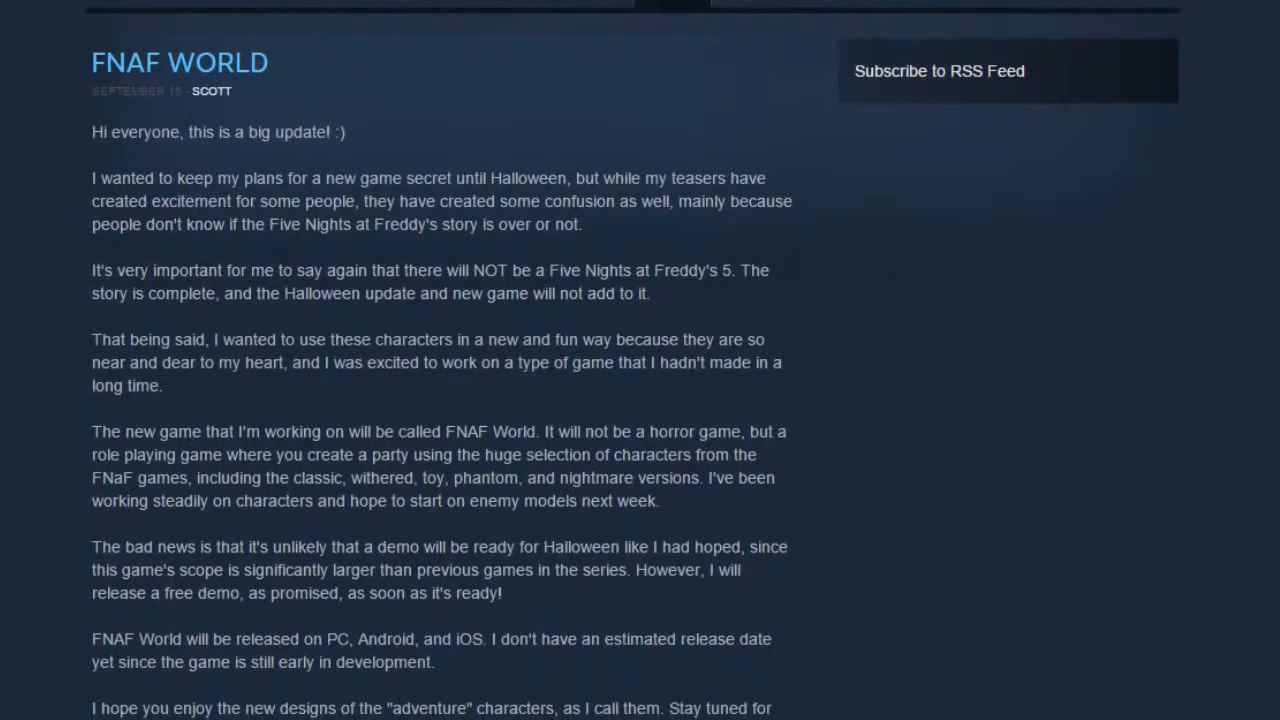 FNAF WORLD
SEPTEMBER 15 - SCOTT
Subscribe to RSS Feed
Hi everyone, this is a big update! :)
I wanted to keep my plans for a new game secret until Halloween, but while my teasers have
created excitement for some people, they have created some confusion as well, mainly because
people don't know if the Five Nights at Freddy's story is over or not.
It's very important for me to say again that there will NOT be a Five Nights at Freddy's 5. The
story is complete, and the Halloween update and new game will not add to it.
That being said, I wanted to use these characters in a new and fun way because they are so
near and dear to my heart, and I was excited to work on a type of game that I hadn't made in a
long time.
The new game that I'm working on will be called FNAF World. It will not be a horror game, but a
role playing game where you create a party using the huge selection of characters from the
FNaF games, including the classic, withered, toy, phantom, and nightmare versions. I've been
working steadily on characters and hope to start on enemy models next week.
The bad news is that it's unlikely that a demo will be ready for Halloween like I had hoped, since
this game's scope is significantly larger than previous games in the series. However, I will
release a free demo, as promised, as soon as it's ready!
FNAF World will be released on PC, Android, and iOS. I don't have an estimated release date
yet since the game is still early in development.
I hope you enjoy the new designs of the "adventure" characters, as I call them. Stay tuned for